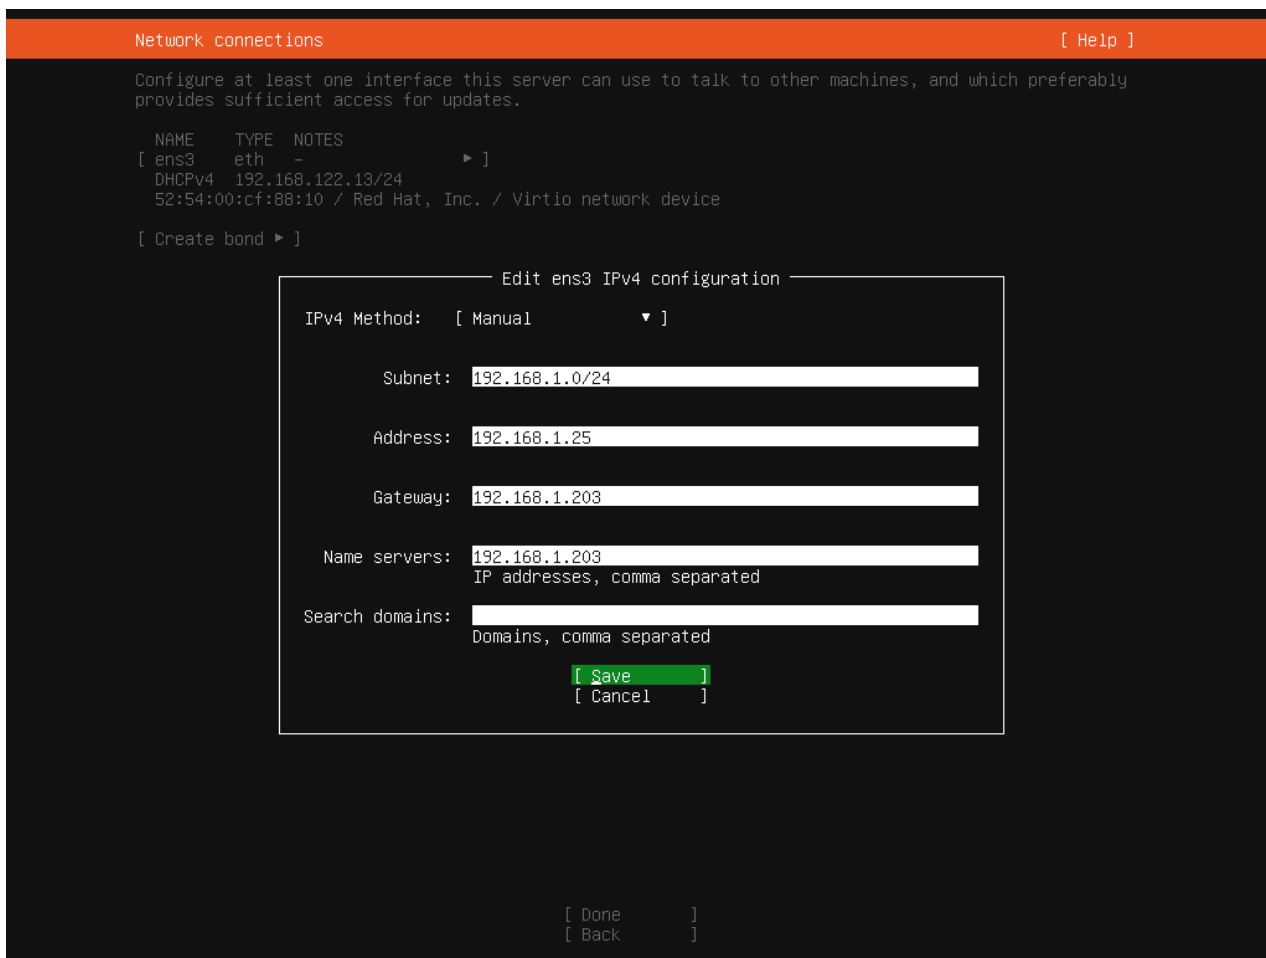 Network connections [ Help ]
Configure at least one interface this server can use to talk to other machines, and which preferably
provides sufficient access for updates.
NAME TYPE NOTES
[ ens3 eth - ▸ ]
DHCPv4 192.168.122.13/24
52:54:00:cf:88:10 / Red Hat, Inc. / Virtio network device
[ Create bond ▸ ]
Edit ens3 IPv4 configuration
IPv4 Method: [ Manual ▾ ]
Subnet: 192.168.1.0/24
Address: 192.168.1.25
Gateway: 192.168.1.203
Name servers: 192.168.1.203
IP addresses, comma separated
Search domains:
Domains, comma separated
[ Save ]
[ Cancel ]
[ Done ]
[ Back ]